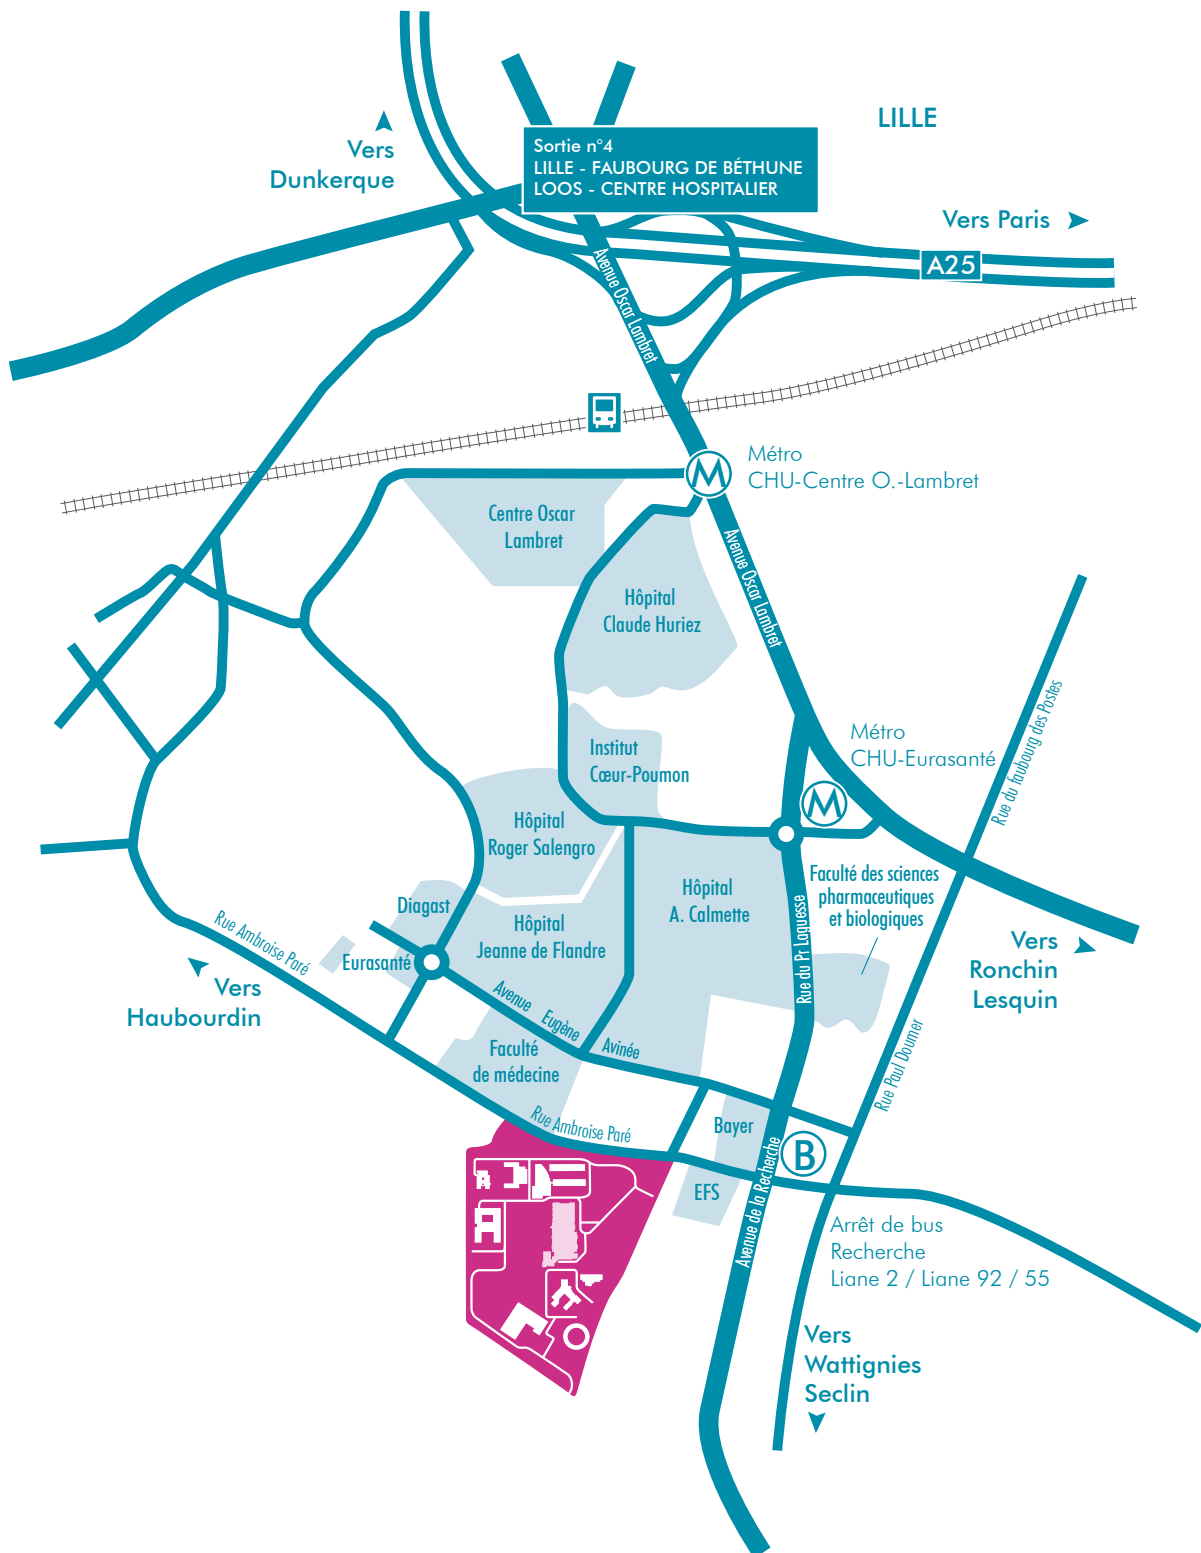 LILLE
Sortie n°4
LILLE - FAUBOURG DE BÉTHUNE
LOOS - CENTRE HOSPITALIER
Vers
Dunkerque
Vers Paris
A25
Avenue Oscar Lambret
M
Métro
CHU-Centre O.-Lambret
Centre Oscar
Lambret
Avenue Oscar Lambret
Hôpital
Claude Huriez
Rue du faubourg des Postes
Institut
Cœur-Poumon
Métro
CHU-Eurasanté
M
Hôpital
Roger Salengro
Faculté des sciences
pharmaceutiques
et biologiques
Hôpital
A. Calmette
Diagast
Hôpital
Jeanne de Flandre
Rue du Pr Laguesse
Rue Ambroise Paré
Eurasanté
Vers
Ronchin
Lesquin
Vers
Haubourdin
Avenue Eugène Avinée
Faculté
de médecine
Rue Paul Doumer
Rue Ambroise Paré
Bayer
B
EFS
Avenue de la Recherche
Arrêt de bus
Recherche
Liane 2 / Liane 92 / 55
Vers
Wattignies
Seclin